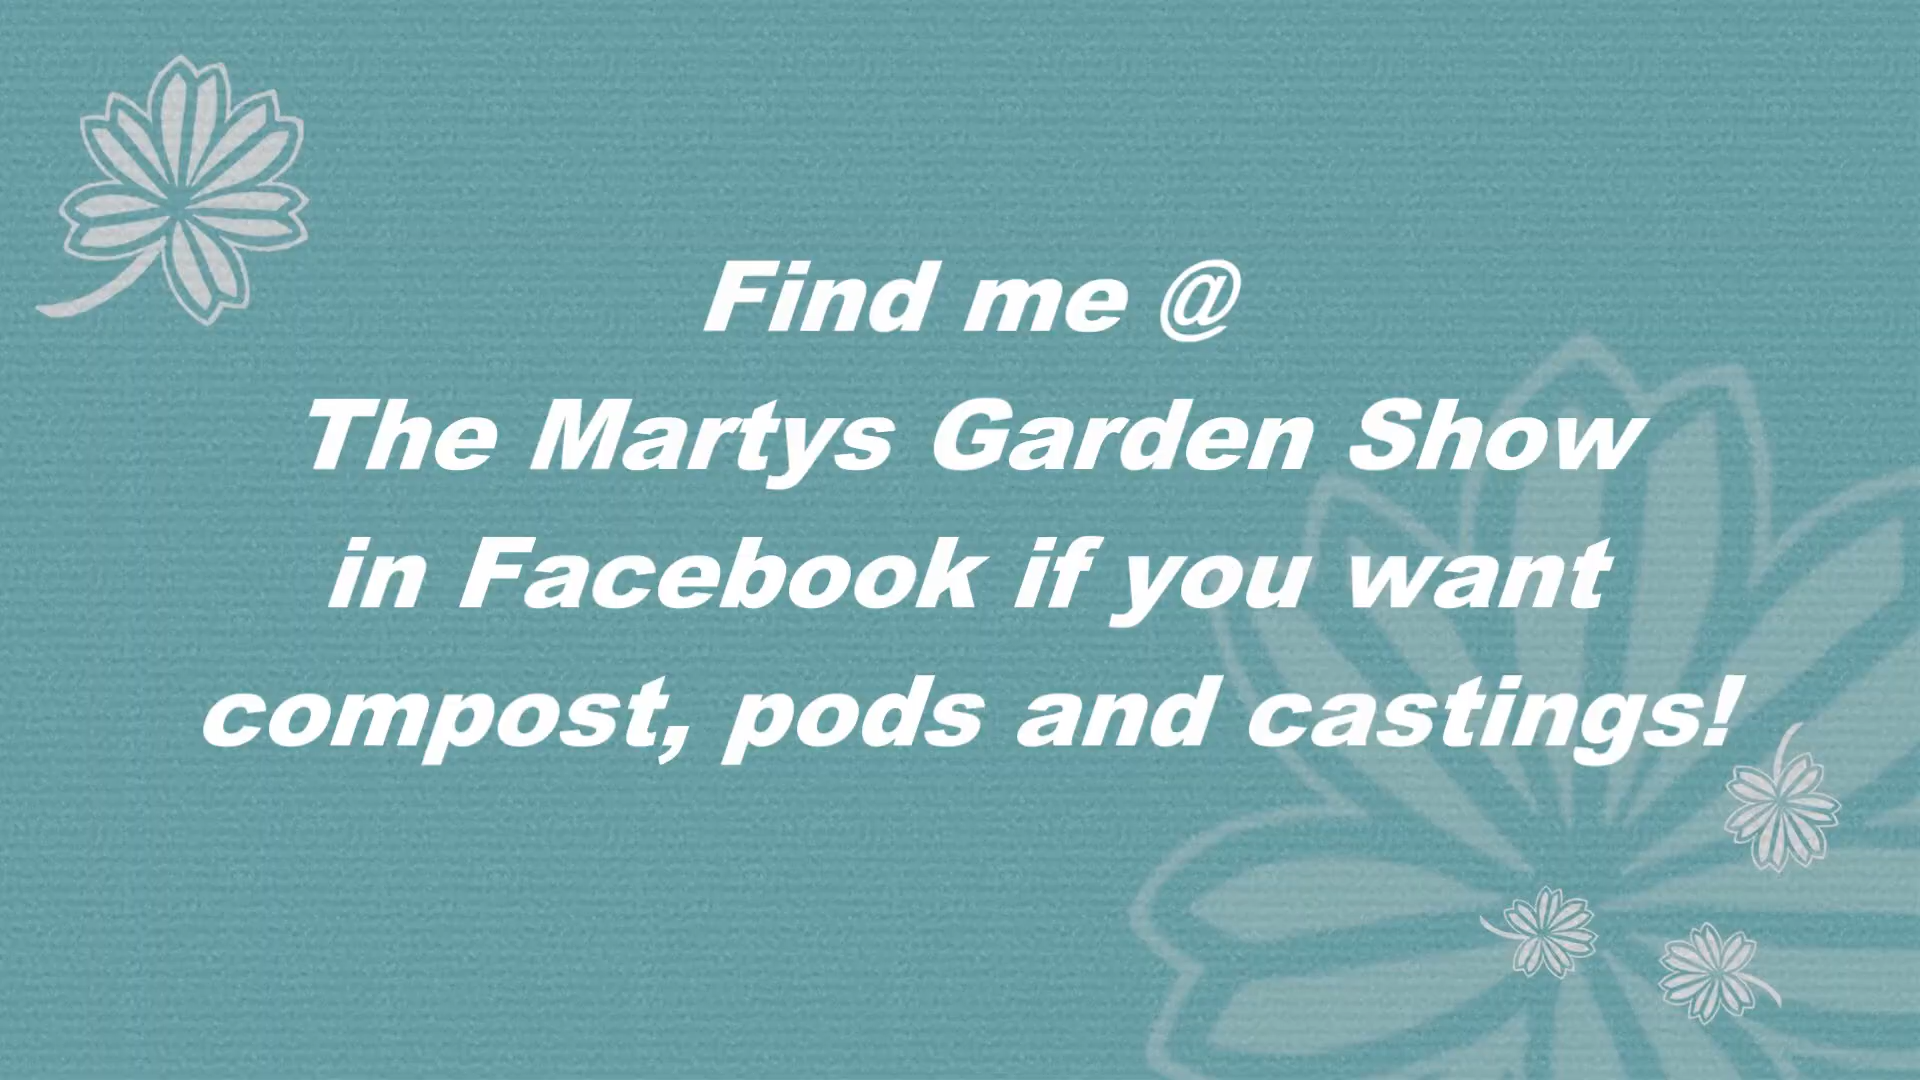 Find me @
The Martys Garden Show
in Facebook if you want
compost, pods and castings!